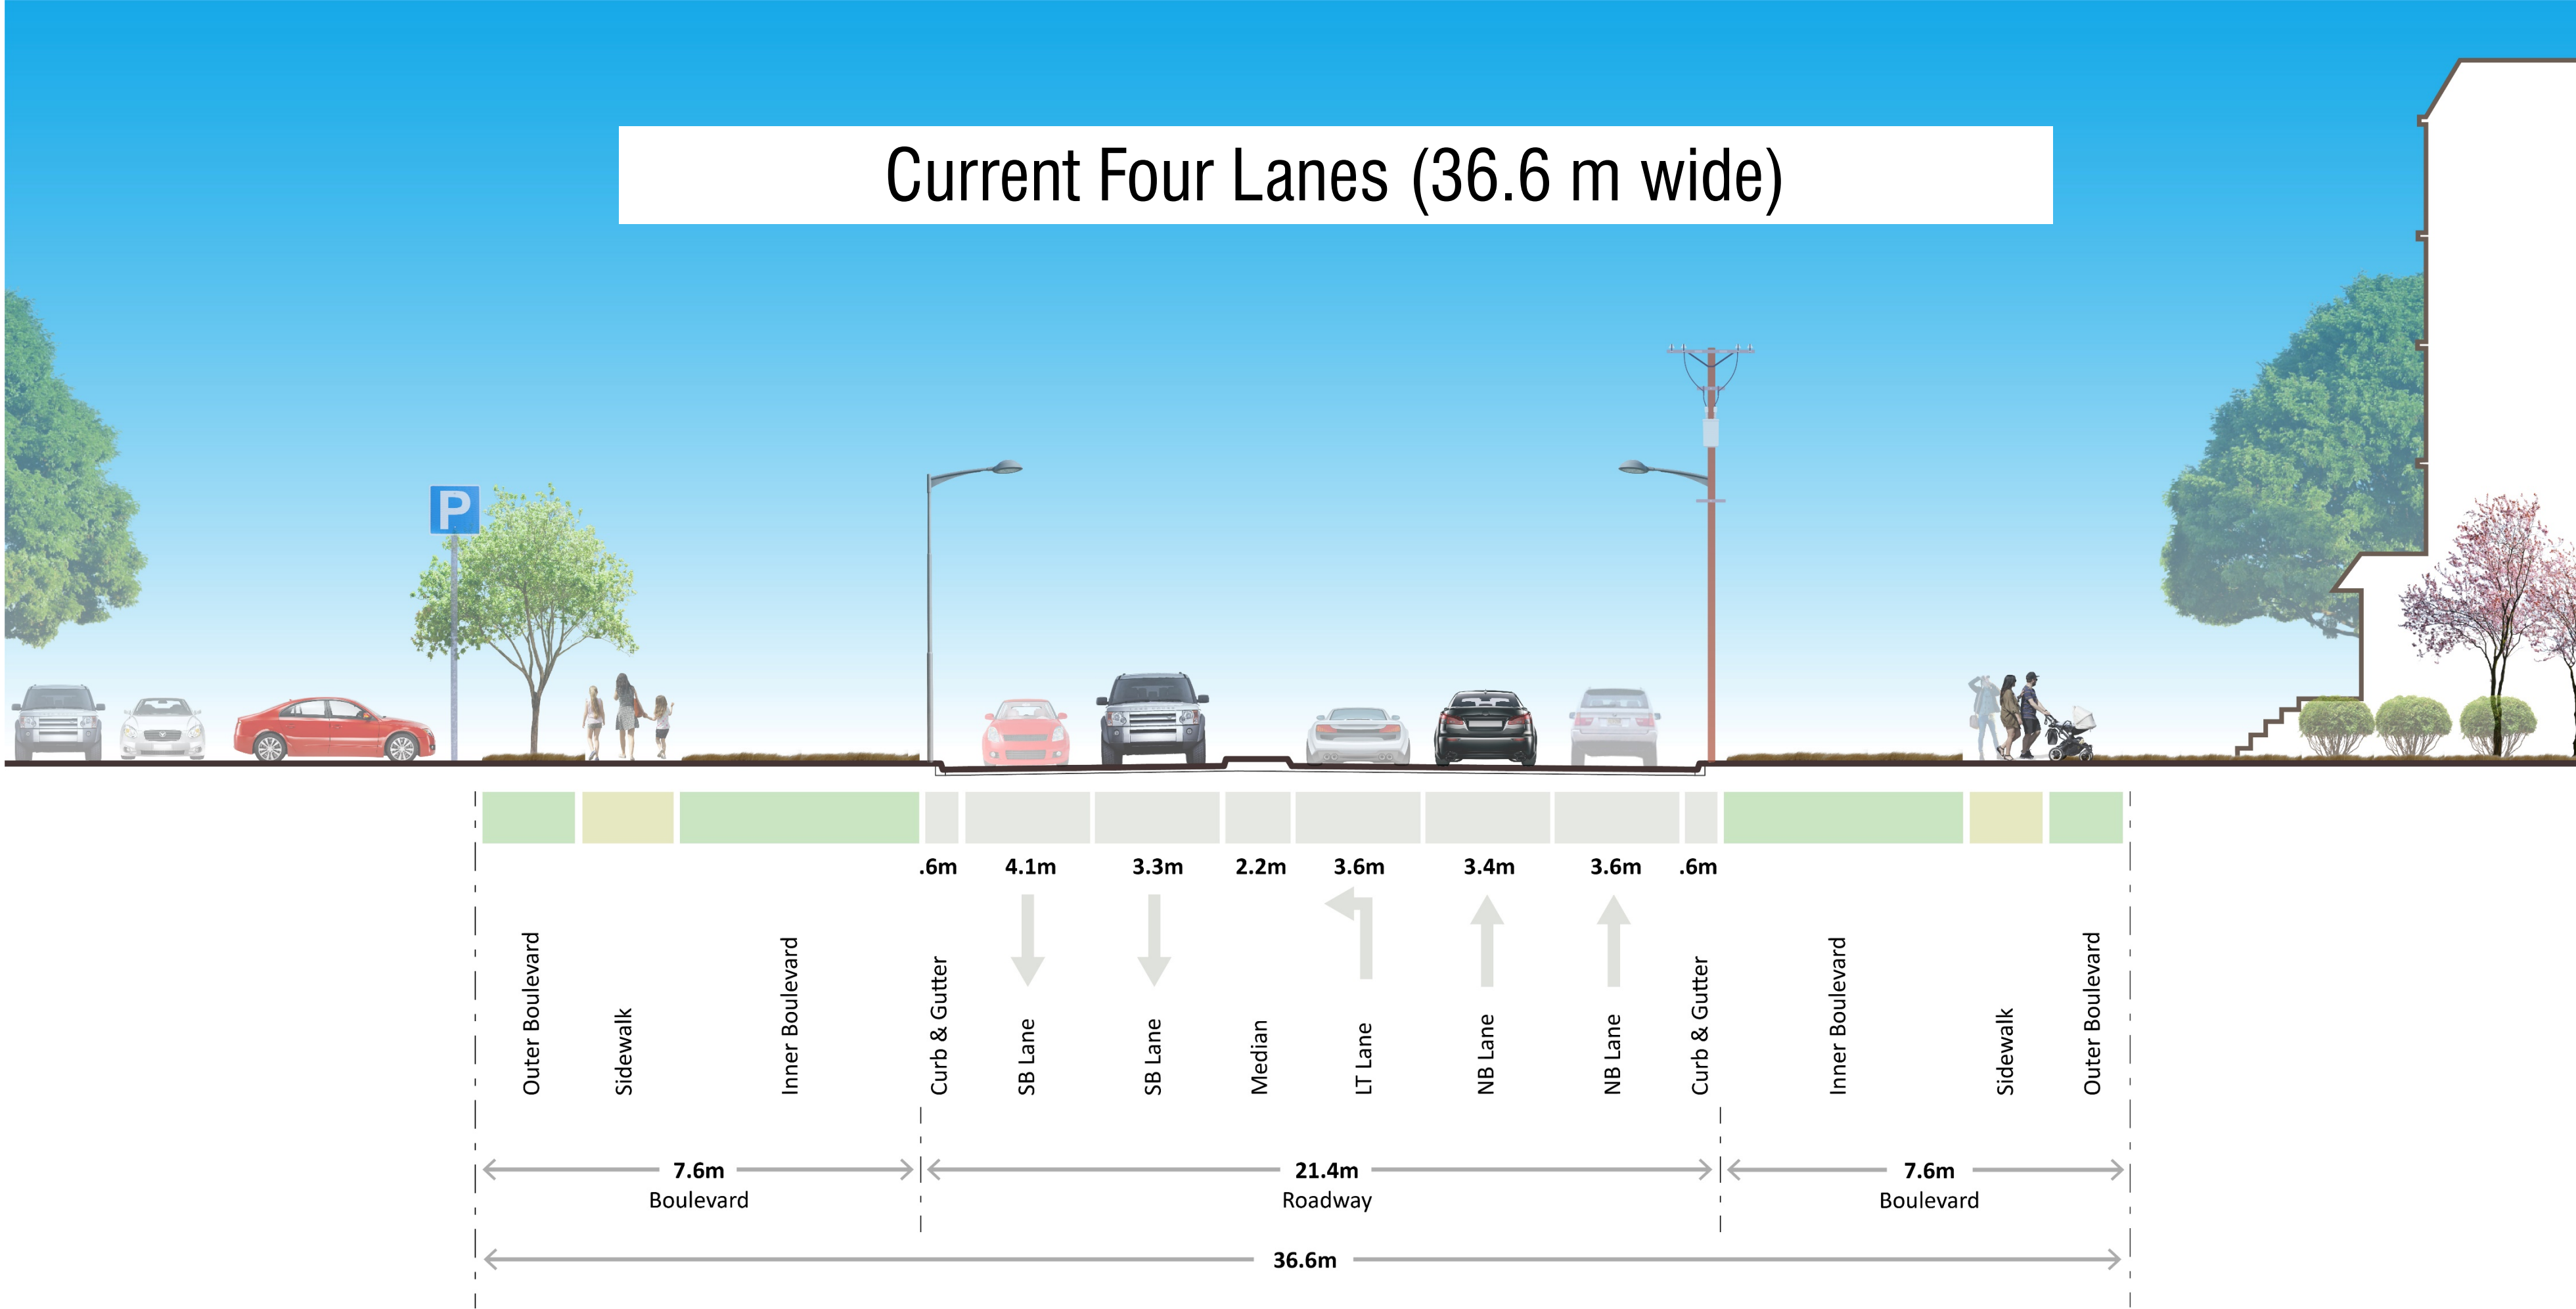 Current Four Lanes (36.6 m wide)
P
.6m 4.1m 3.3m 2.2m 3.6m 3.4m 3.6m .6m
Outer Boulevard
Sidewalk
Inner Boulevard
Curb & Gutter
SB Lane
SB Lane
Median
LT Lane
NB Lane
NB Lane
Curb & Gutter
Inner Boulevard
Sidewalk
Outer Boulevard
7.6m 21.4m 7.6m
Boulevard Roadway Boulevard
36.6m